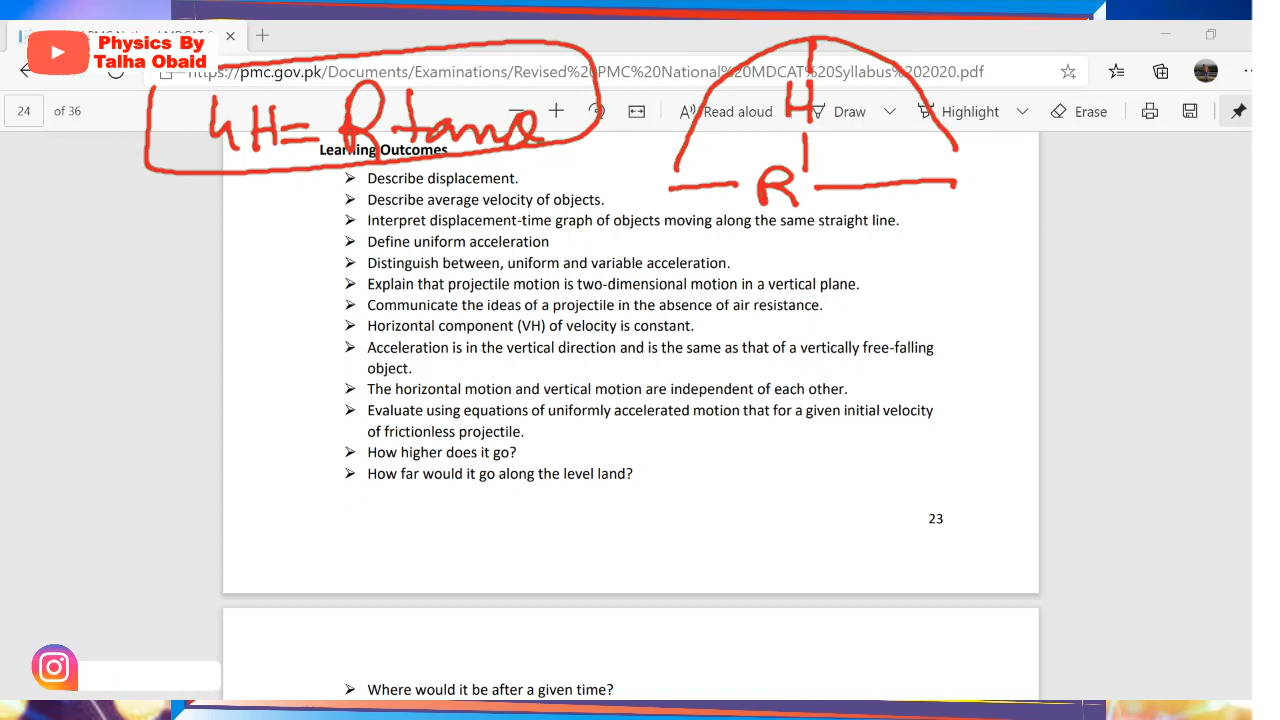 Physics By
Talha Obaid
https://pmc.gov.pk/Documents/Examinations/Revised%20PMC%20National%20MDCAT%20Syllabus%202020.pdf
24 of 36
Read aloud
Draw
Highlight
Erase
4H = R tanθ
H
R
Learning Outcomes
➢ Describe displacement.
➢ Describe average velocity of objects.
➢ Interpret displacement-time graph of objects moving along the same straight line.
➢ Define uniform acceleration
➢ Distinguish between, uniform and variable acceleration.
➢ Explain that projectile motion is two-dimensional motion in a vertical plane.
➢ Communicate the ideas of a projectile in the absence of air resistance.
➢ Horizontal component (VH) of velocity is constant.
➢ Acceleration is in the vertical direction and is the same as that of a vertically free-falling
object.
➢ The horizontal motion and vertical motion are independent of each other.
➢ Evaluate using equations of uniformly accelerated motion that for a given initial velocity
of frictionless projectile.
➢ How higher does it go?
➢ How far would it go along the level land?
23
➢ Where would it be after a given time?